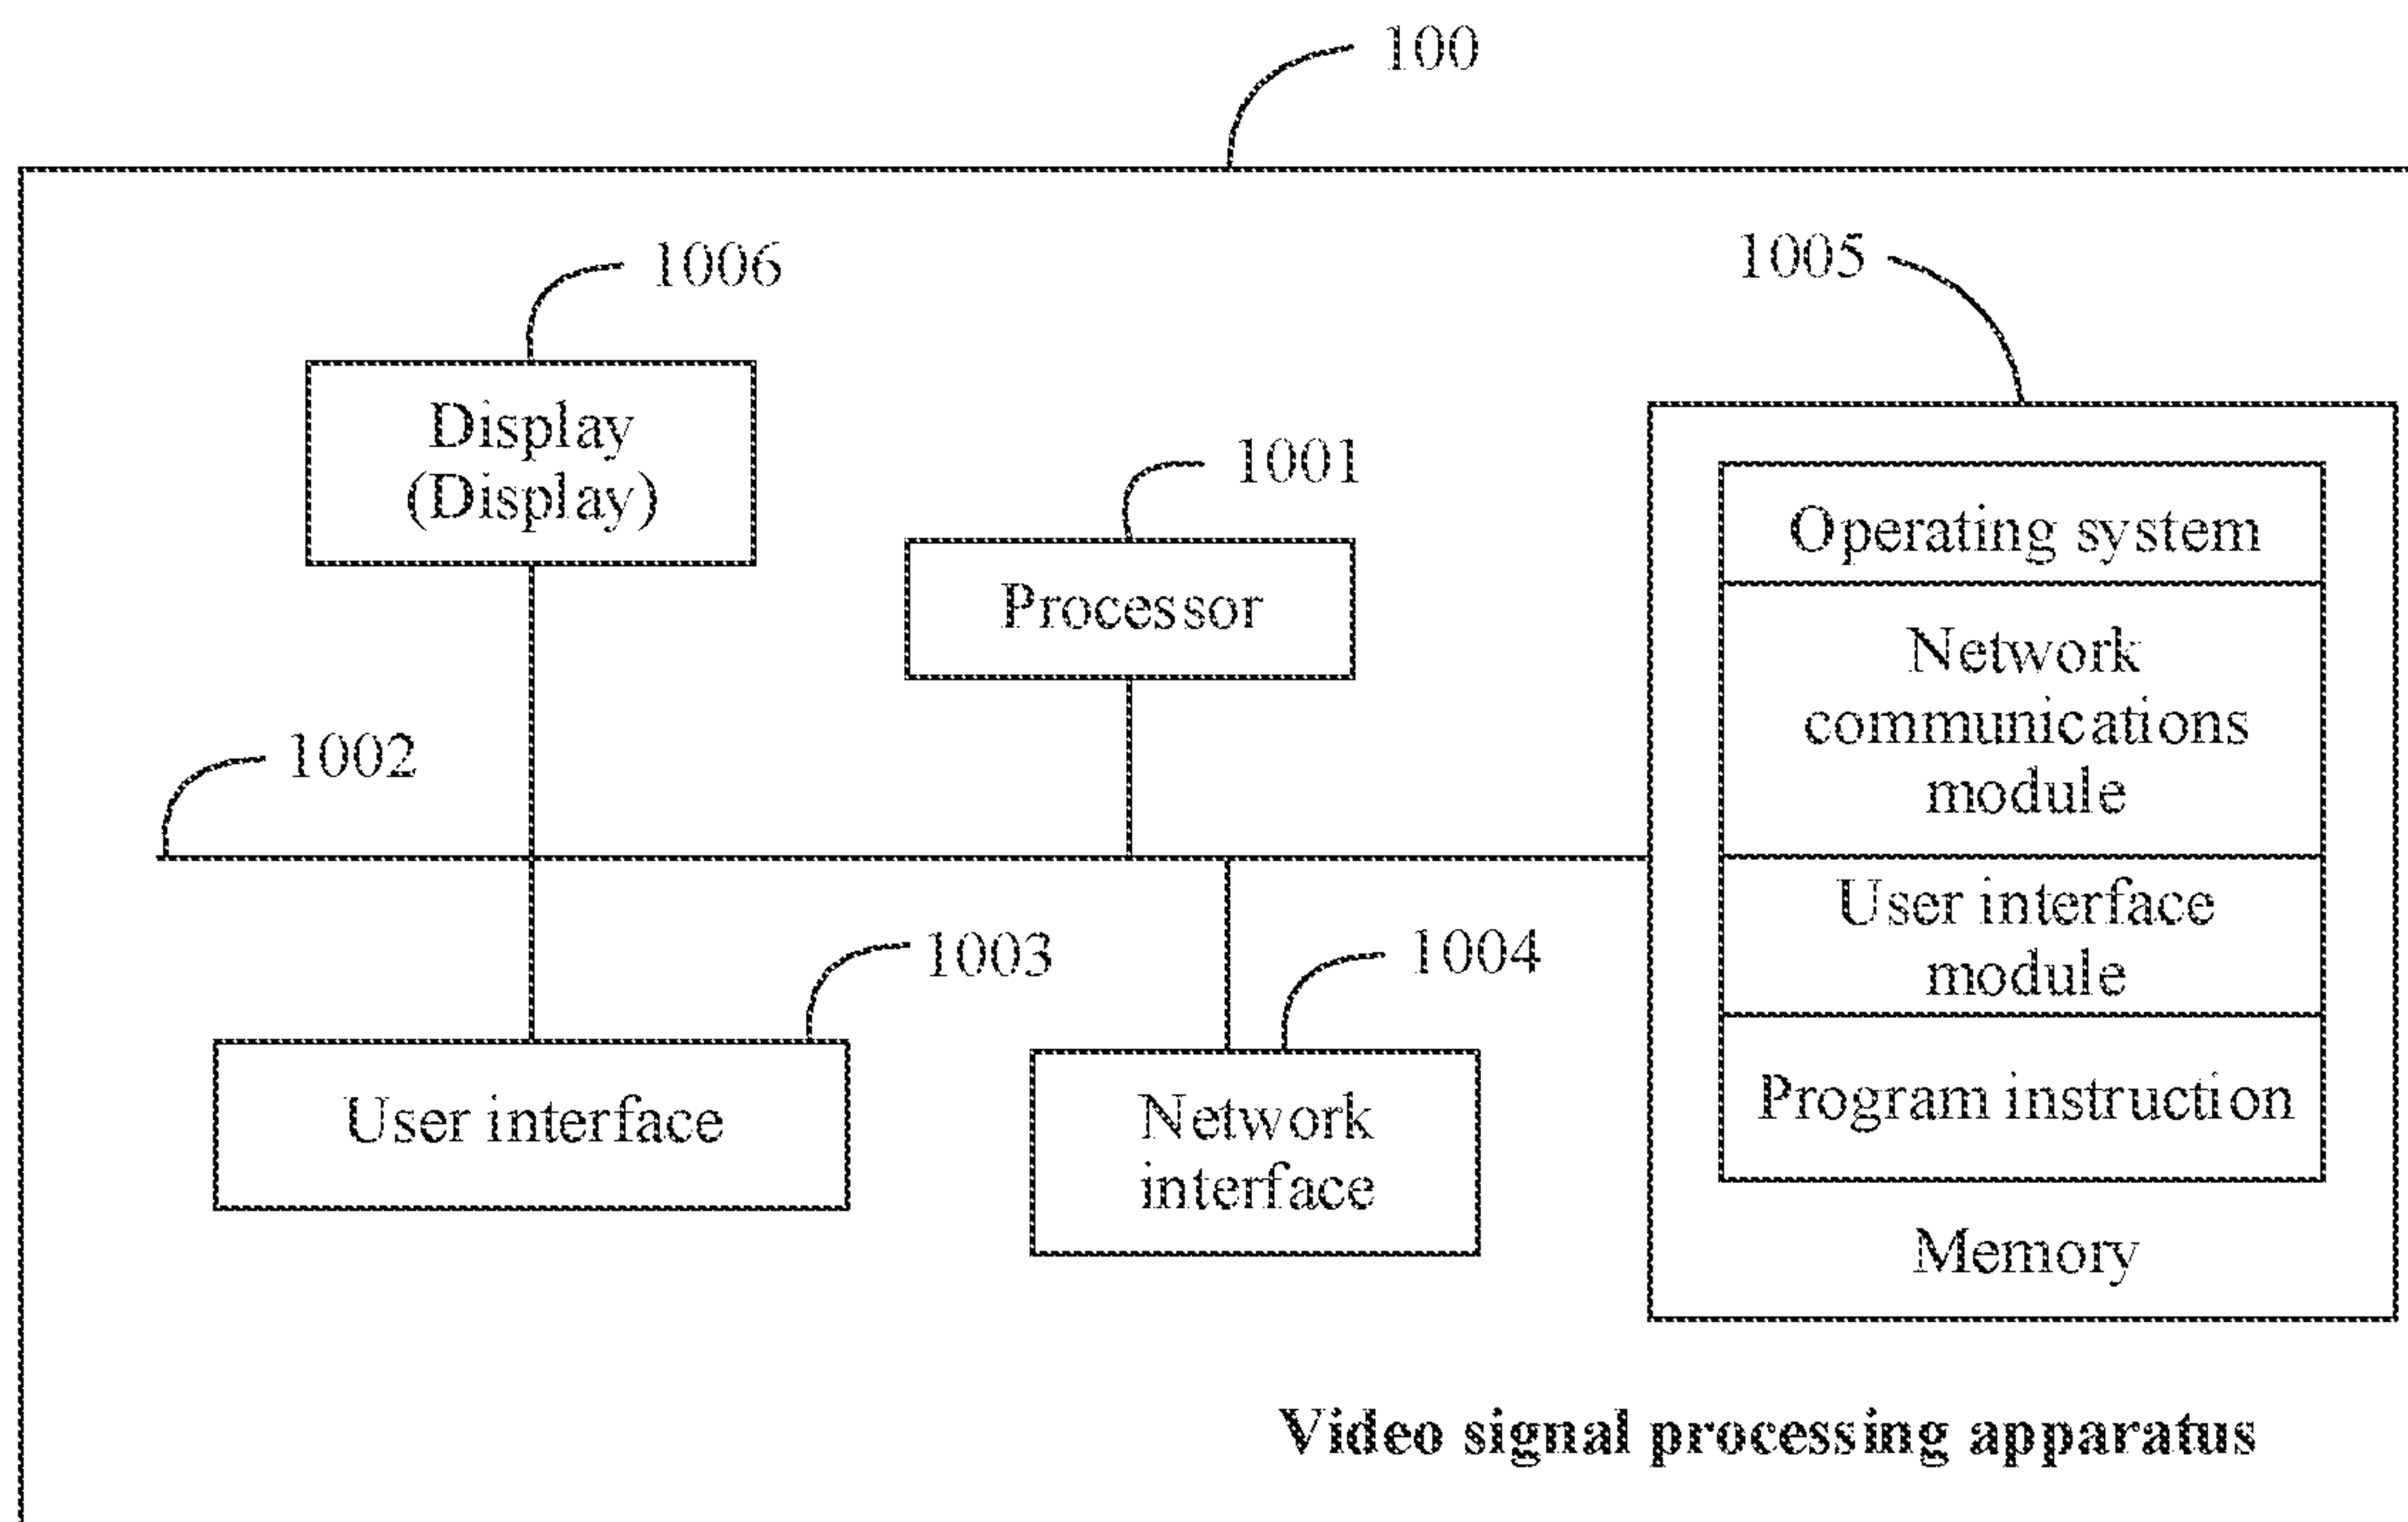 100
1006
1005
Display
(Display)
1001
Processor
Operating system
Network
communications
module
1002
User interface
module
1003
1004
User interface
Network
interface
Program instruction
Memory
Video signal processing apparatus